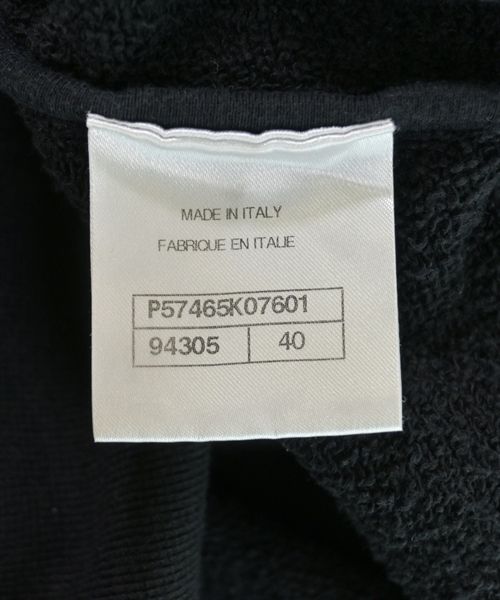 MADE IN ITALY
FABRIQUE EN ITALIE
P57465K07601
94305 40